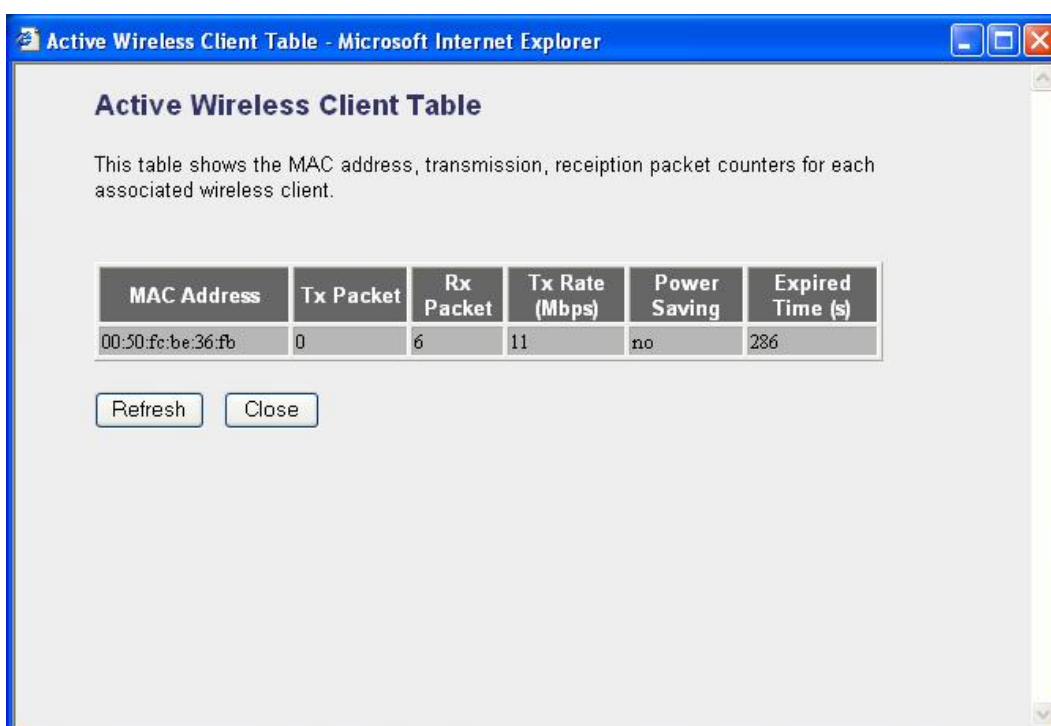 Active Wireless Client Table - Microsoft Internet Explorer
Active Wireless Client Table
This table shows the MAC address, transmission, receiption packet counters for each
associated wireless client.
MAC Address Tx Packet Rx Packet Tx Rate (Mbps) Power Saving Expired Time (s)
00:50:fc:be:36:fb 0 6 11 no 286
Refresh Close